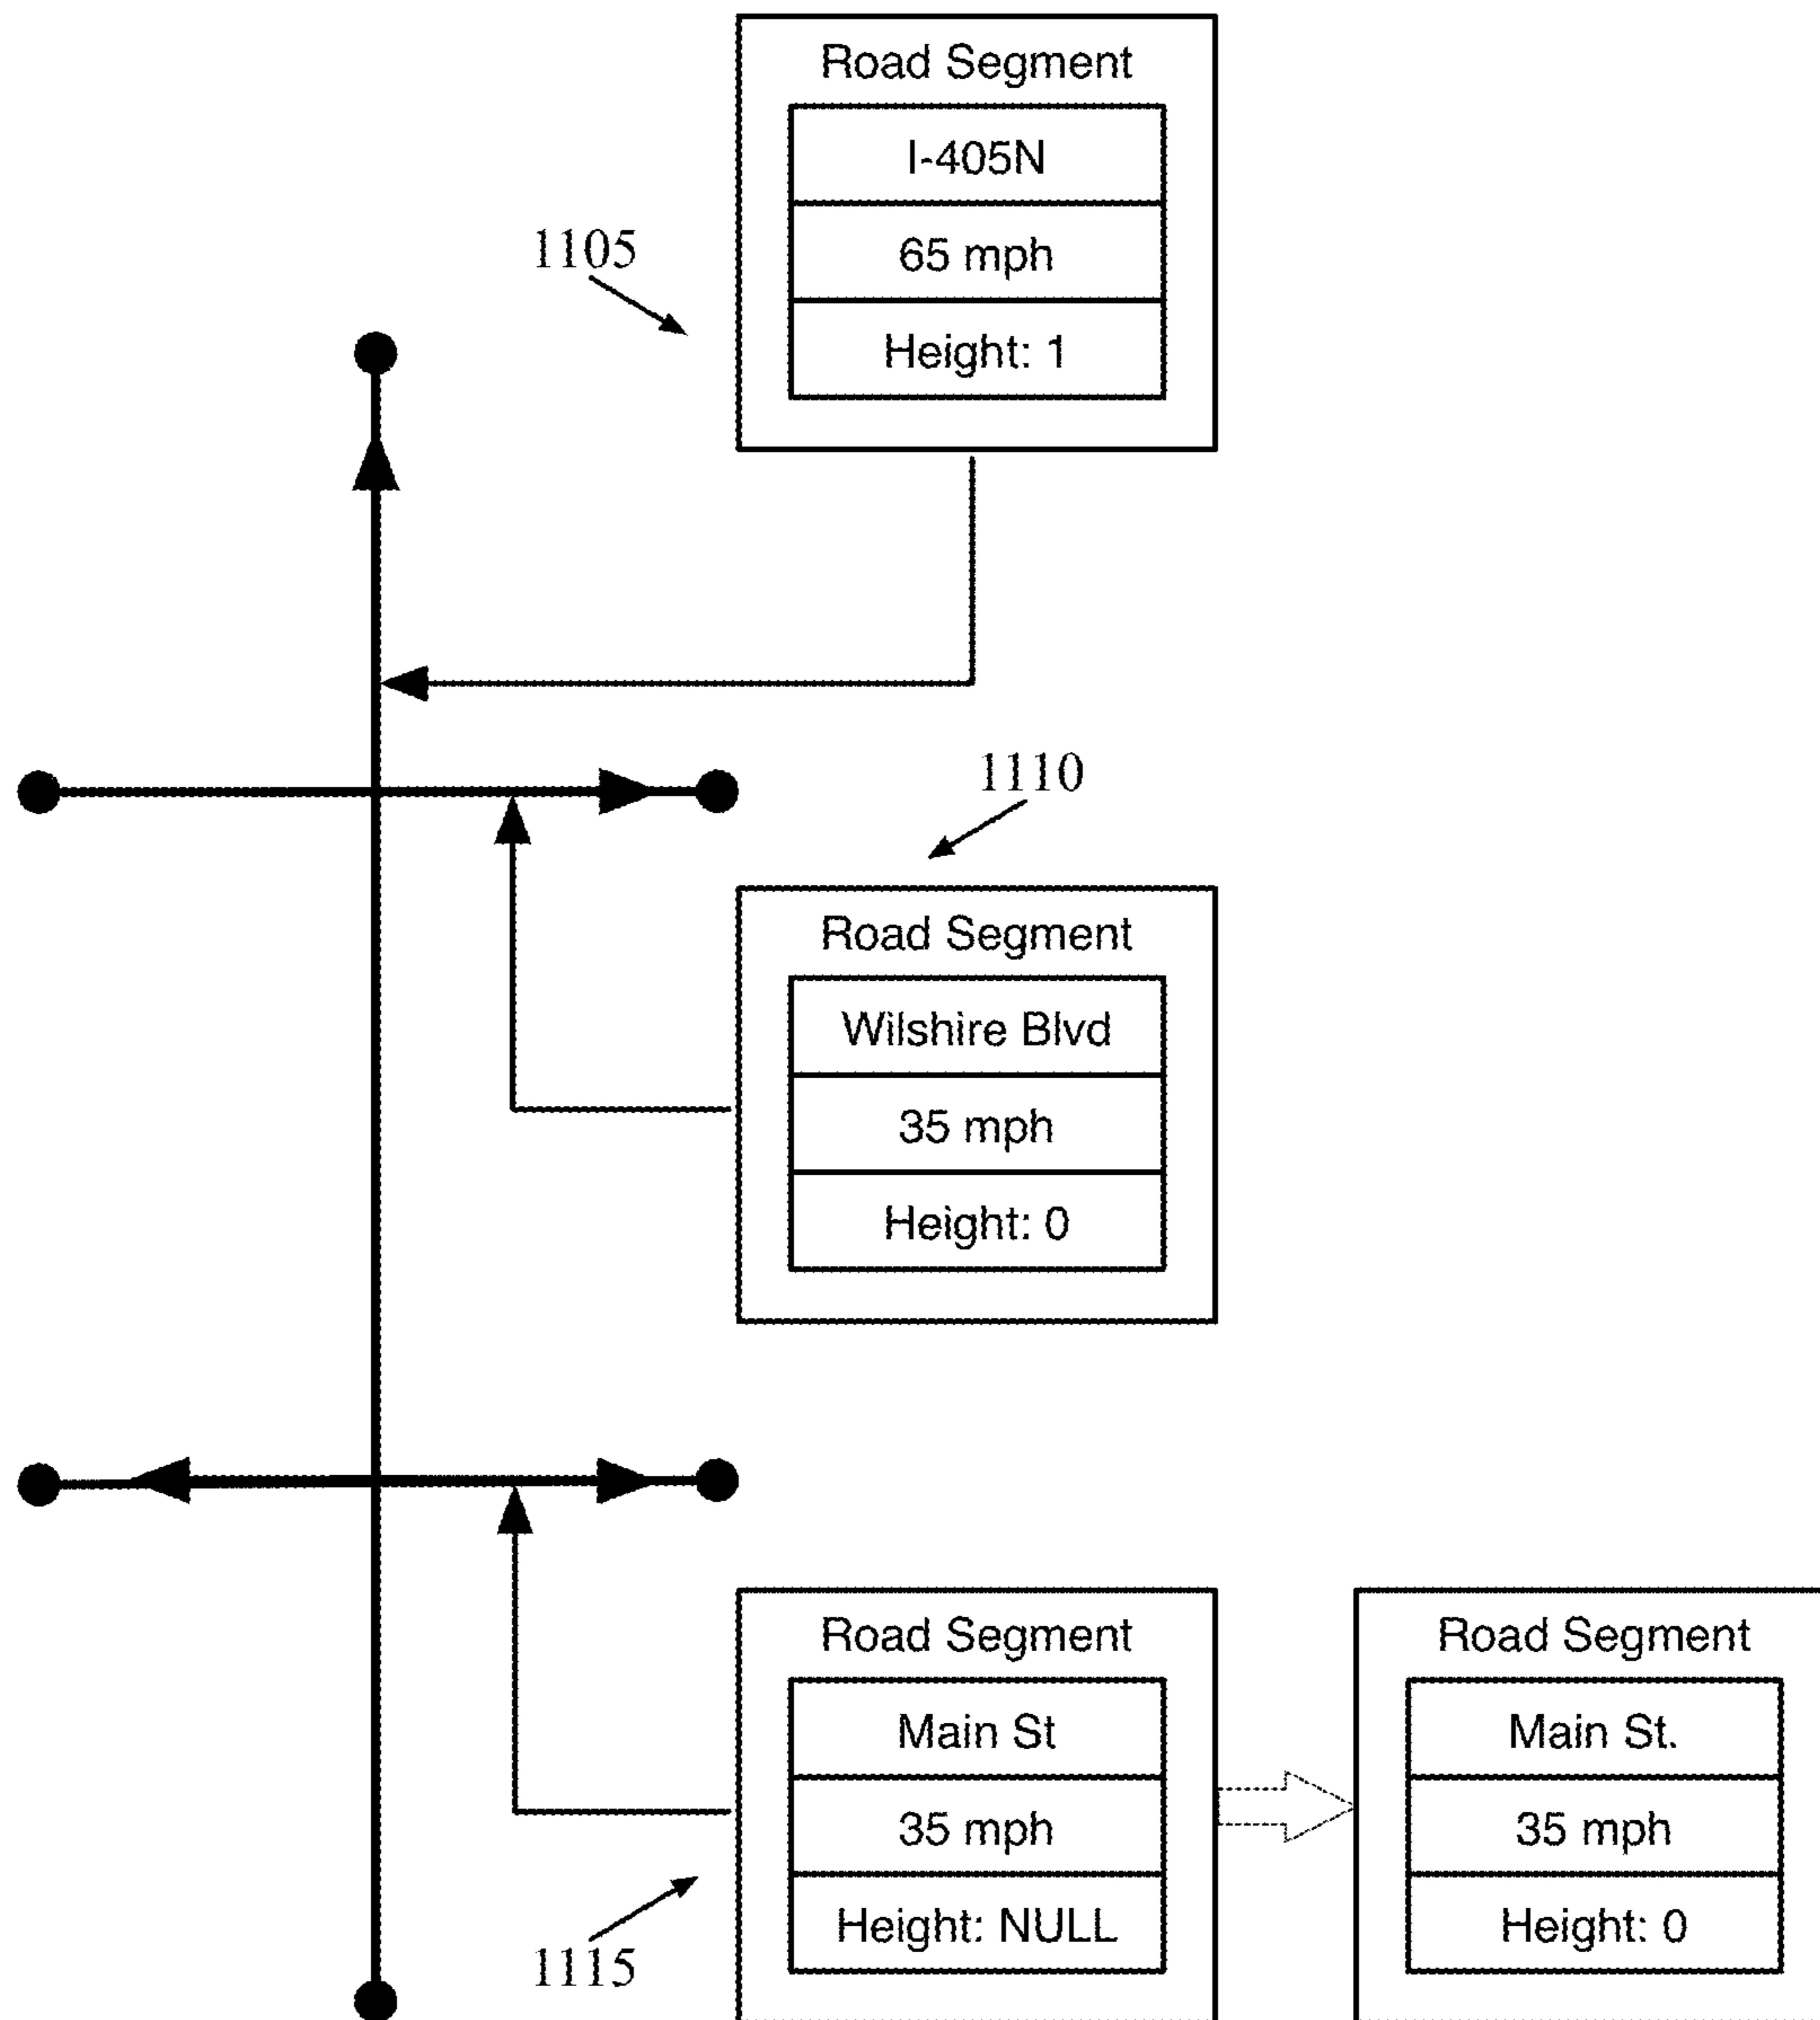 Road Segment
I-405N
65 mph
Height: 1
1105
1110
Road Segment
Wilshire Blvd
35 mph
Height: 0
Road Segment
Main St
35 mph
Height: NULL
1115
Road Segment
Main St.
35 mph
Height: 0